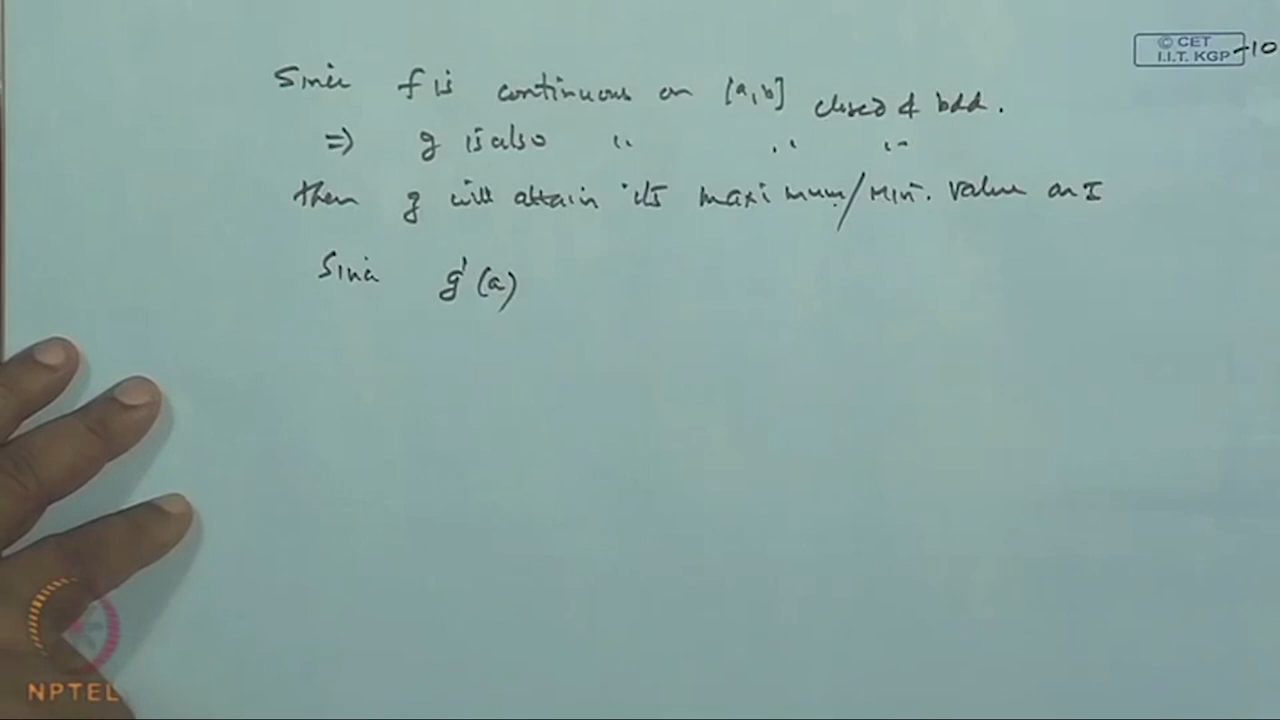 © CET
I.I.T. KGP -10
Since f is continuous on [a,b] closed & bdd.
=> g is also " " "
then g will attain its maximum/Min. value on I
Since g'(a)
NPTEL